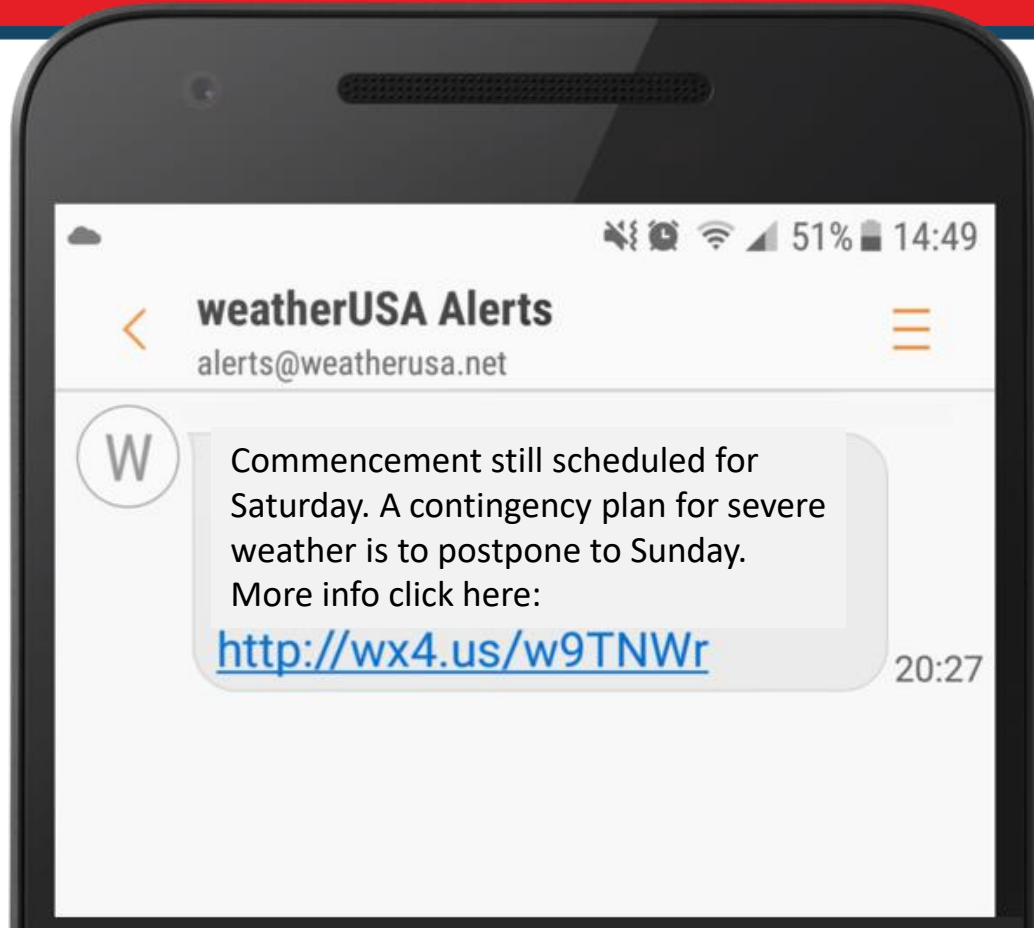 51% 14:49
weatherUSA Alerts
alerts@weatherusa.net
W
Commencement still scheduled for
Saturday. A contingency plan for severe
weather is to postpone to Sunday.
More info click here:
http://wx4.us/w9TNWr
20:27